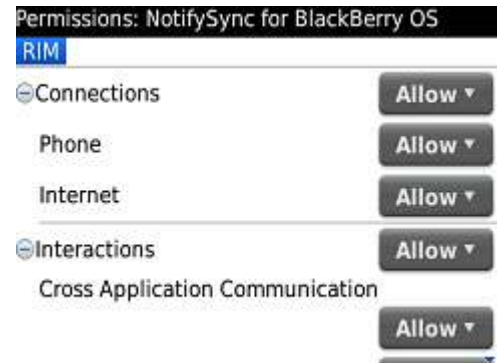 Permissions: NotifySync for BlackBerry OS
RIM
Connections Allow
Phone Allow
Internet Allow
Interactions Allow
Cross Application Communication
Allow